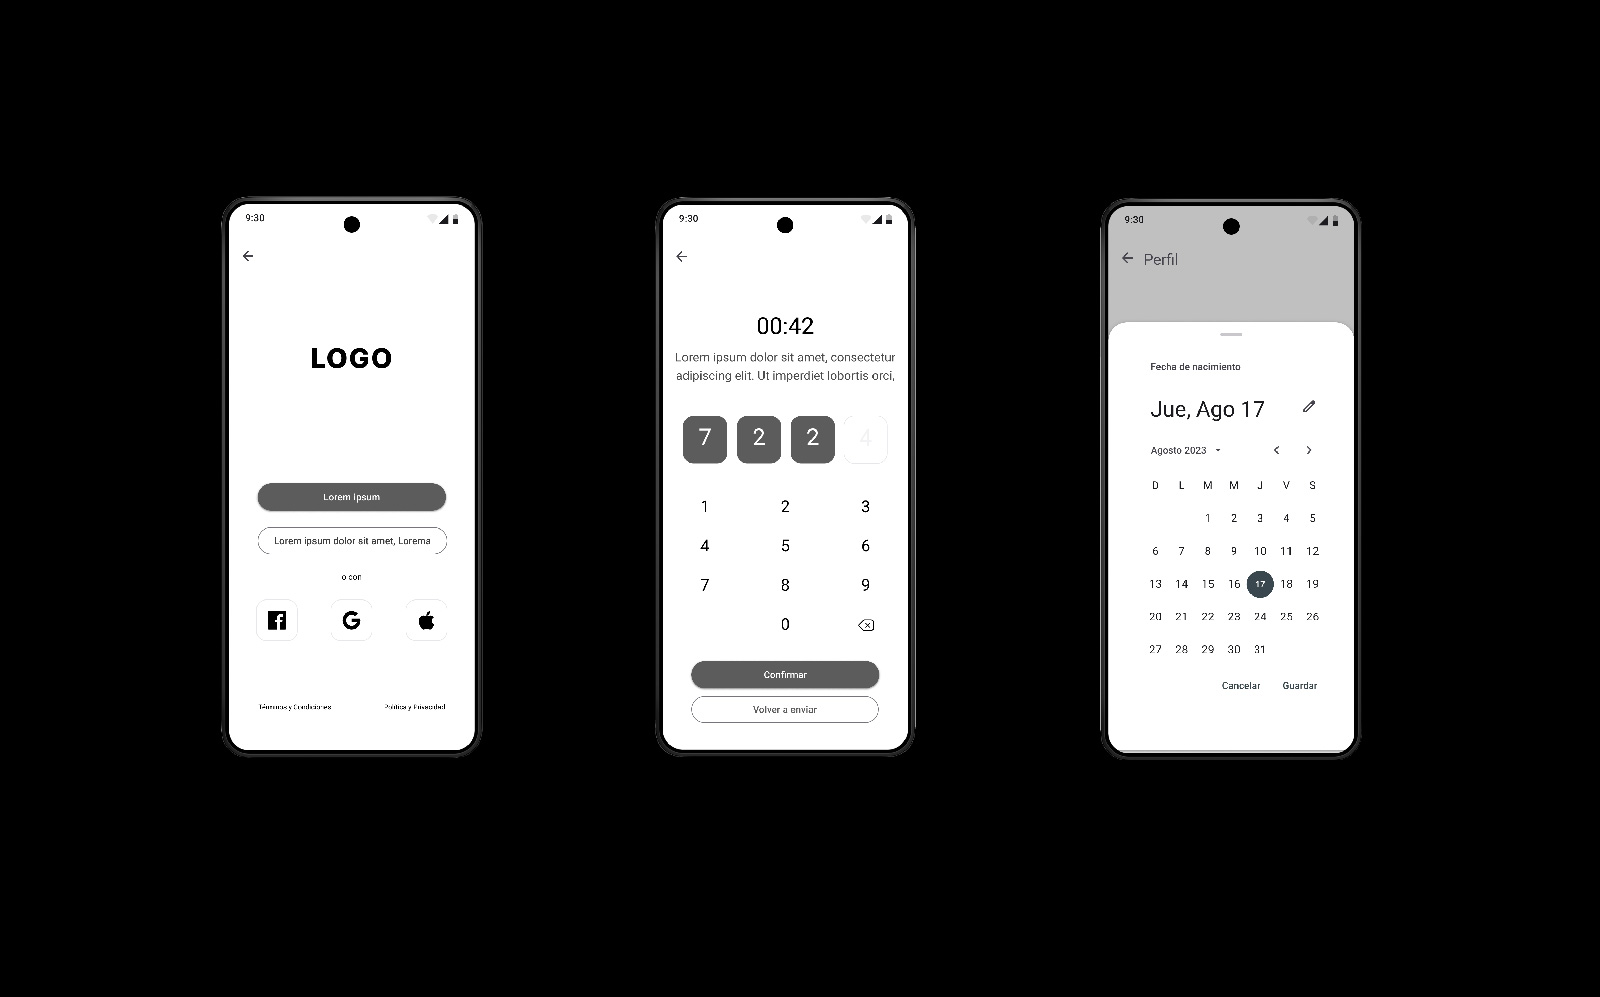 9:30
LOGO
Lorem Ipsum
Lorem ipsum dolor sit amet, Lorema
o con
Términos y Condiciones
Política y Privacidad
9:30
00:42
Lorem ipsum dolor sit amet, consectetur
adipiscing elit. Ut imperdiet lobortis orci,
7 2 2 4
1 2 3
4 5 6
7 8 9
0
Confirmar
Volver a enviar
9:30
Perfil
Fecha de nacimiento
Jue, Ago 17
Agosto 2023
D L M M J V S
1 2 3 4 5
6 7 8 9 10 11 12
13 14 15 16 17 18 19
20 21 22 23 24 25 26
27 28 29 30 31
Cancelar Guardar